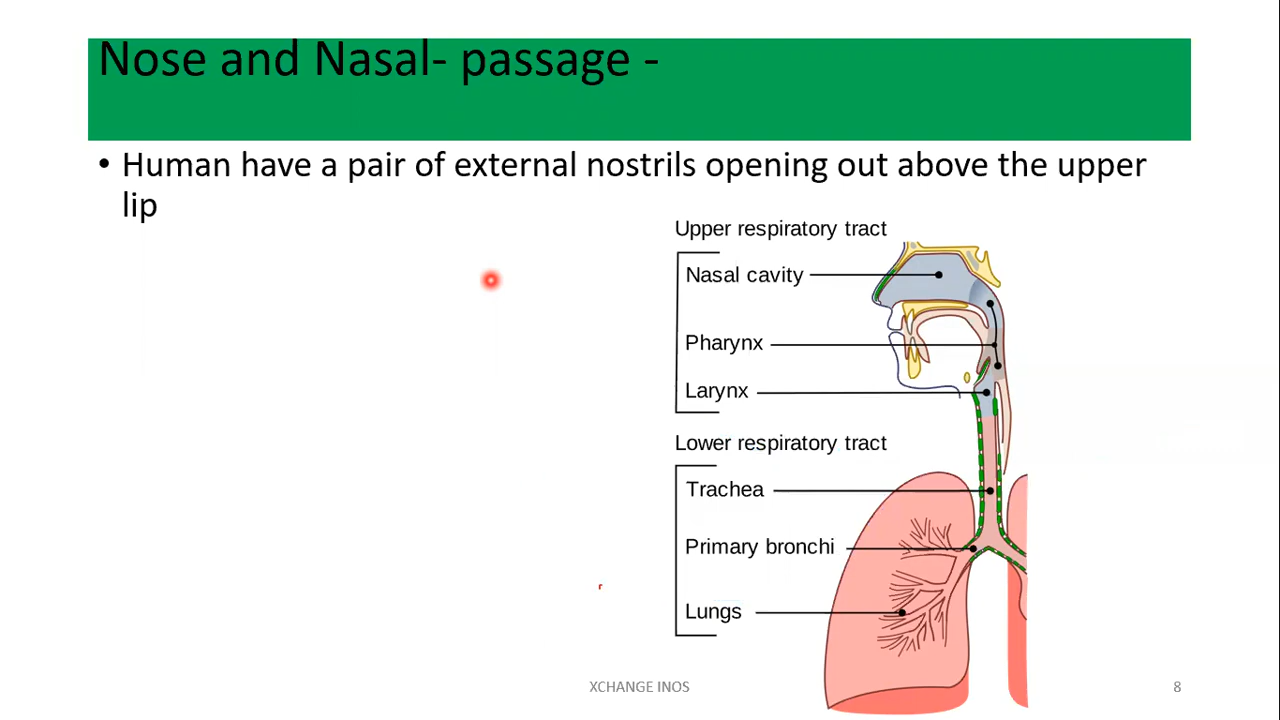 Nose and Nasal- passage -
• Human have a pair of external nostrils opening out above the upper
lip
Upper respiratory tract
Nasal cavity
Pharynx
Larynx
Lower respiratory tract
Trachea
Primary bronchi
Lungs
XCHANGE INOS
8